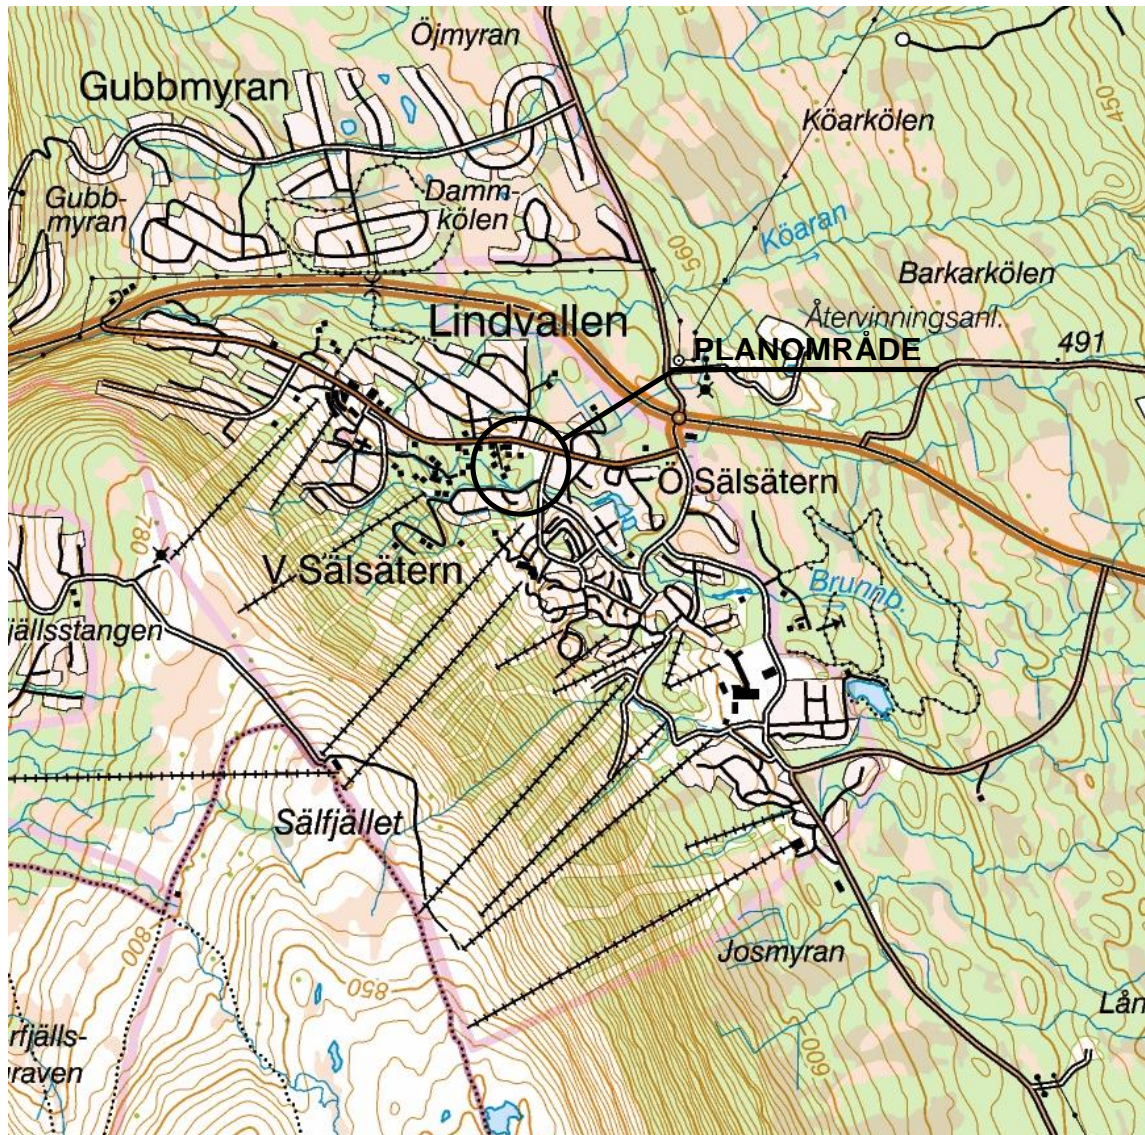 Öjmyran
Gubbmyran
450
Köarkölen
Gubb-
myran
Damm-
kölen
Köaran
560
Barkarkölen
Lindvallen
Återvinningsanl.
PLANOMRÅDE
491
Ö Sälsätern
780
V Sälsätern
Brunnb.
jällsstangen
Sälfjället
800
850
Josmyran
Lån
600
rfjälls-
raven